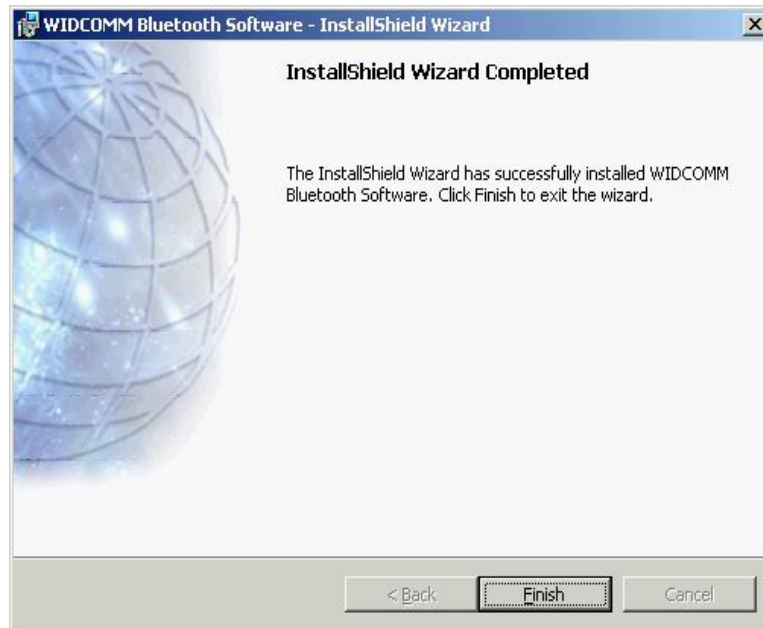 WIDCOMM Bluetooth Software - InstallShield Wizard
InstallShield Wizard Completed
The InstallShield Wizard has successfully installed WIDCOMM
Bluetooth Software. Click Finish to exit the wizard.
< Back Finish Cancel